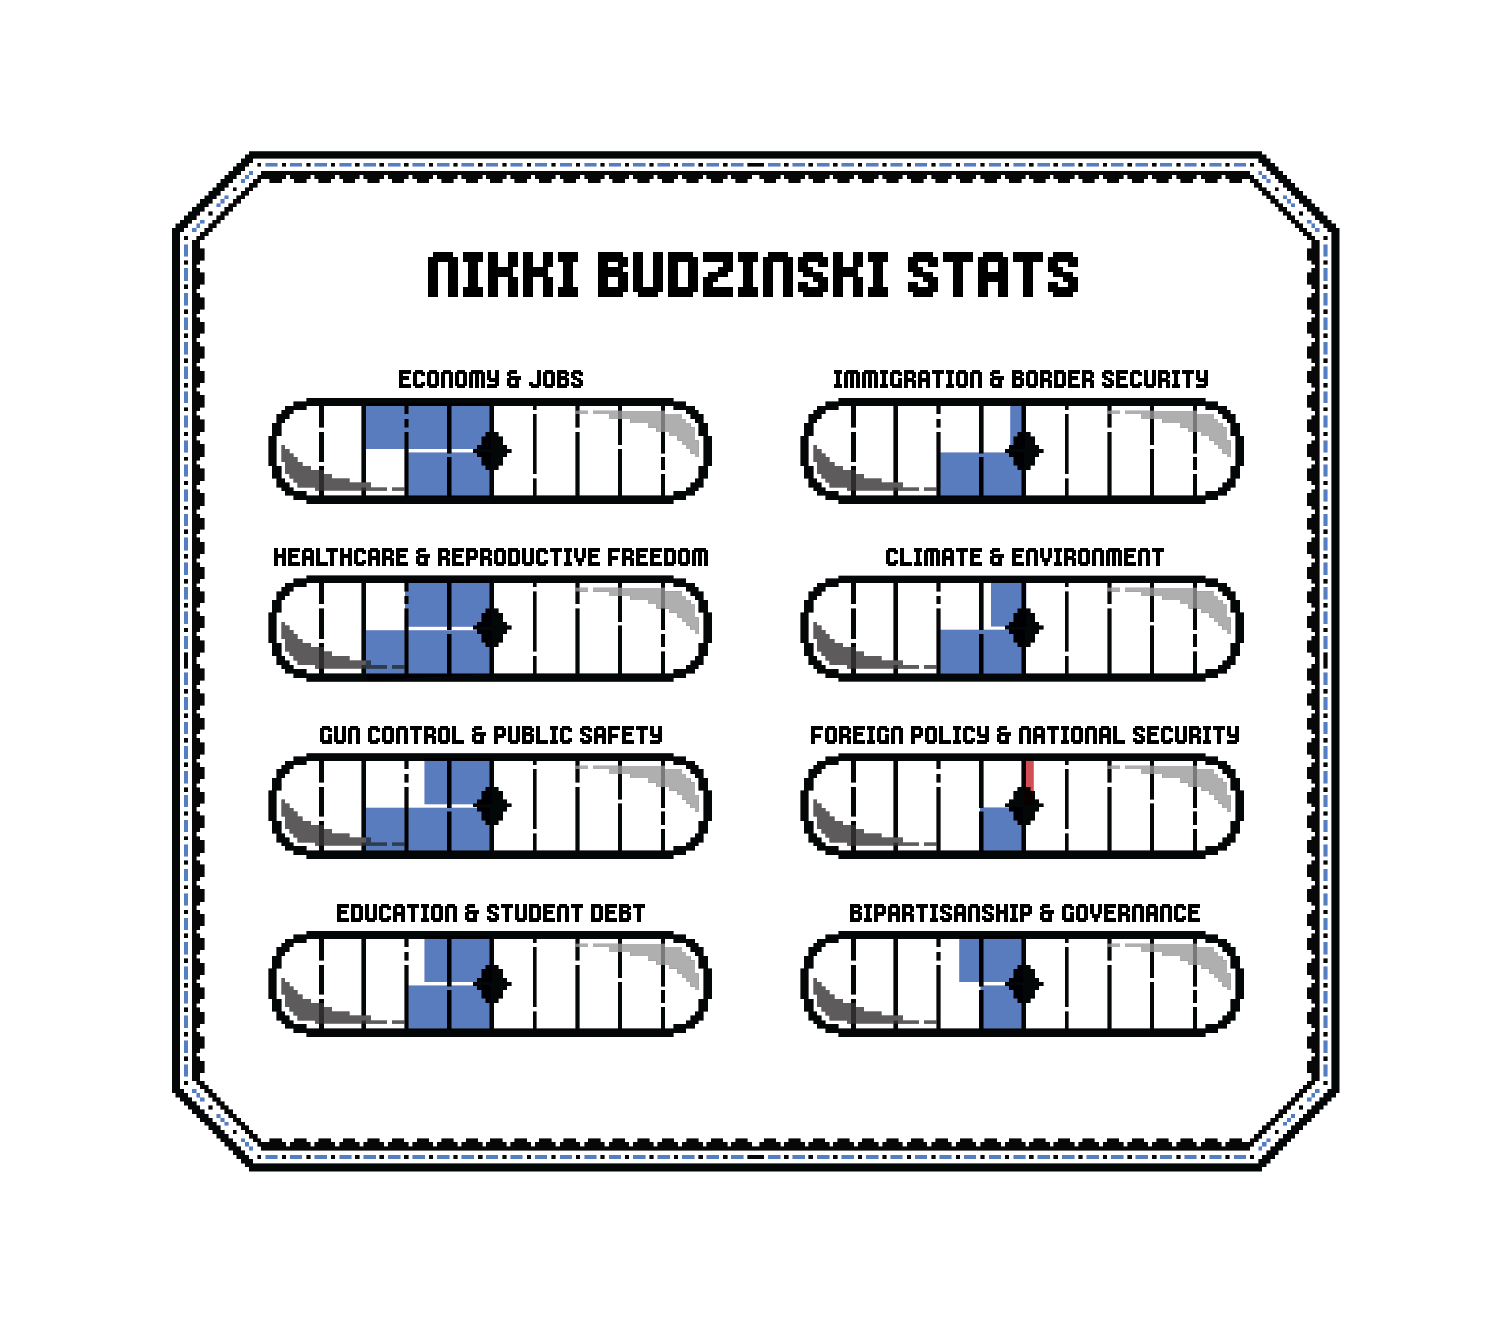 NIKKI BUDZINSKI STATS
ECONOMY & JOBS
IMMIGRATION & BORDER SECURITY
HEALTHCARE & REPRODUCTIVE FREEDOM
CLIMATE & ENVIRONMENT
GUN CONTROL & PUBLIC SAFETY
FOREIGN POLICY & NATIONAL SECURITY
EDUCATION & STUDENT DEBT
BIPARTISANSHIP & GOVERNANCE